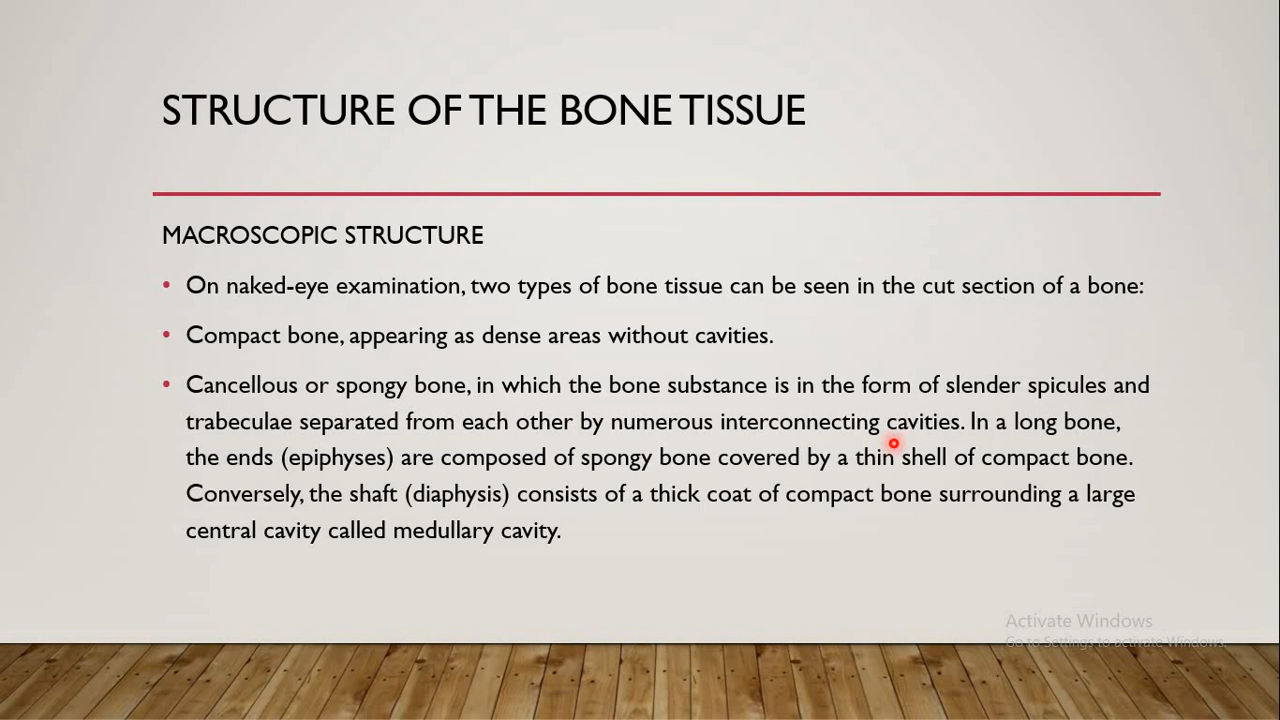 STRUCTURE OF THE BONE TISSUE
MACROSCOPIC STRUCTURE
• On naked-eye examination, two types of bone tissue can be seen in the cut section of a bone:
• Compact bone, appearing as dense areas without cavities.
• Cancellous or spongy bone, in which the bone substance is in the form of slender spicules and
trabeculae separated from each other by numerous interconnecting cavities. In a long bone,
the ends (epiphyses) are composed of spongy bone covered by a thin shell of compact bone.
Conversely, the shaft (diaphysis) consists of a thick coat of compact bone surrounding a large
central cavity called medullary cavity.
Activate Windows
Go to Settings to activate Windows.